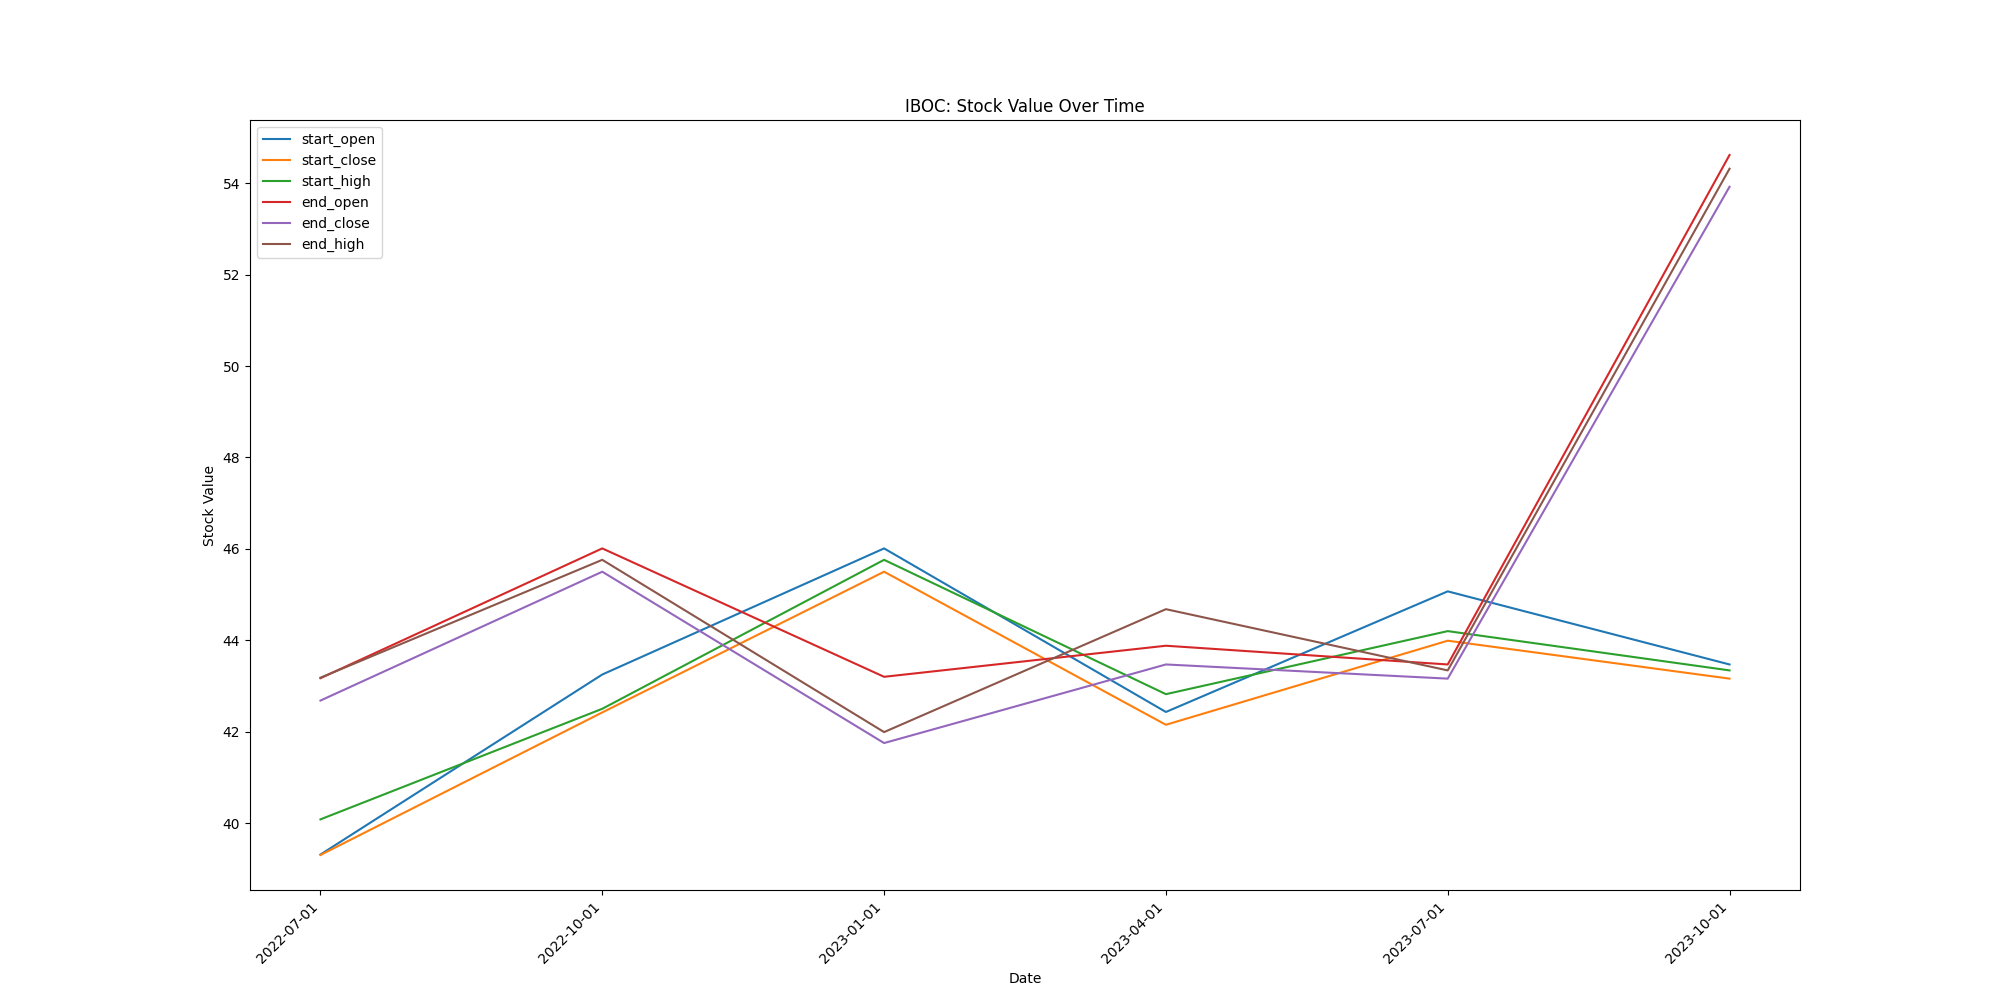 IBOC: Stock Value Over Time
start_open
start_close
start_high
end_open
end_close
end_high
54
52
50
48
46
44
42
40
Stock Value
2022-07-01
2022-10-01
2023-01-01
2023-04-01
2023-07-01
2023-10-01
Date